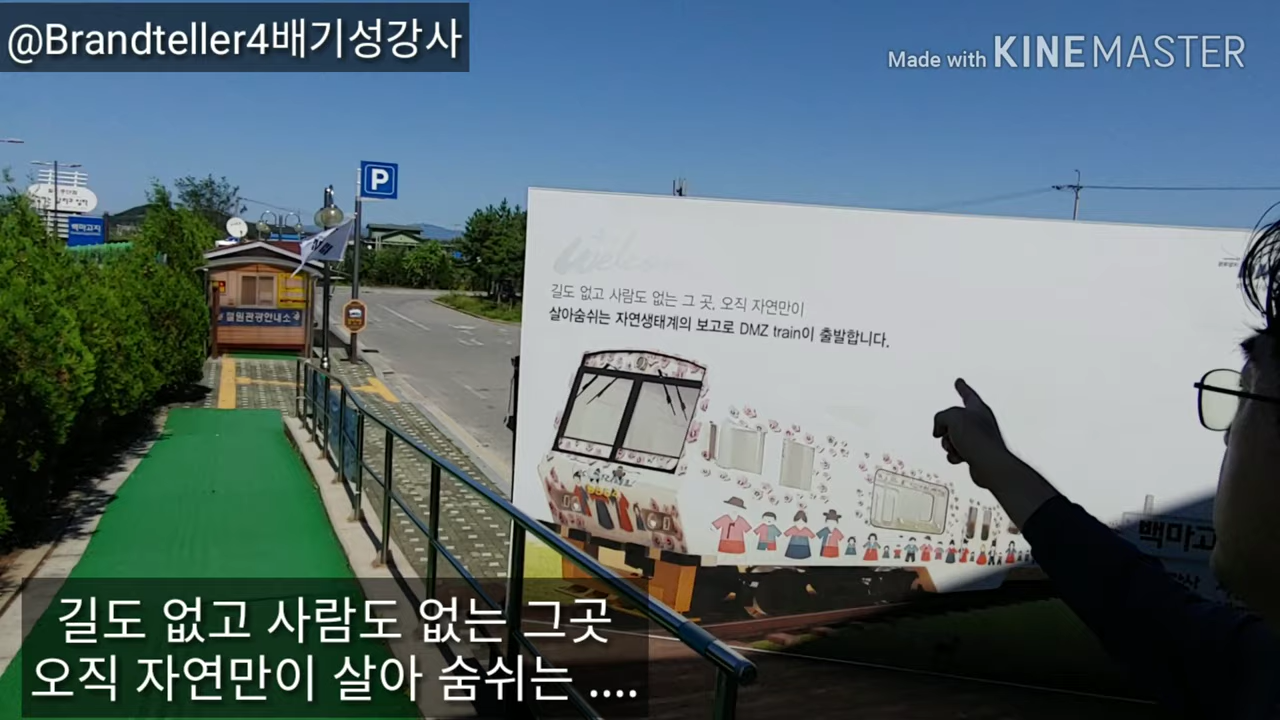 @Brandteller4배기성강사
Made with KINEMASTER
P
백마고지
철원관광안내소
Welcome
길도 없고 사람도 없는 그 곳, 오직 자연만이
살아숨쉬는 자연생태계의 보고로 DMZ train이 출발합니다.
백마고
길도 없고 사람도 없는 그곳
오직 자연만이 살아 숨쉬는 ....